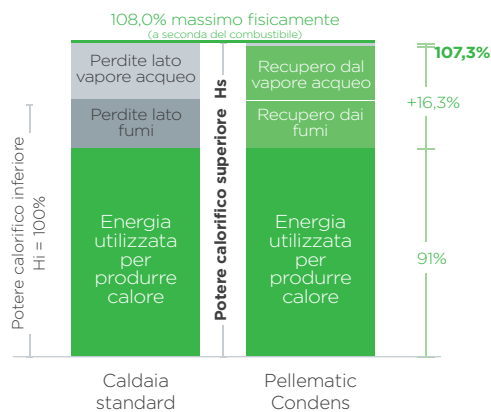 108,0% massimo fisicamente
(a seconda del combustibile)
107,3%
Perdite lato
vapore acqueo
Recupero dal
vapore acqueo
+16,3%
Perdite lato
fumi
Recupero dai
fumi
Potere calorifico inferiore
Hi = 100%
Potere calorifico superiore Hs
Energia
utilizzata
per
produrre
calore
Energia
utilizzata
per
produrre
calore
91%
Caldaia
standard
Pellematic
Condens